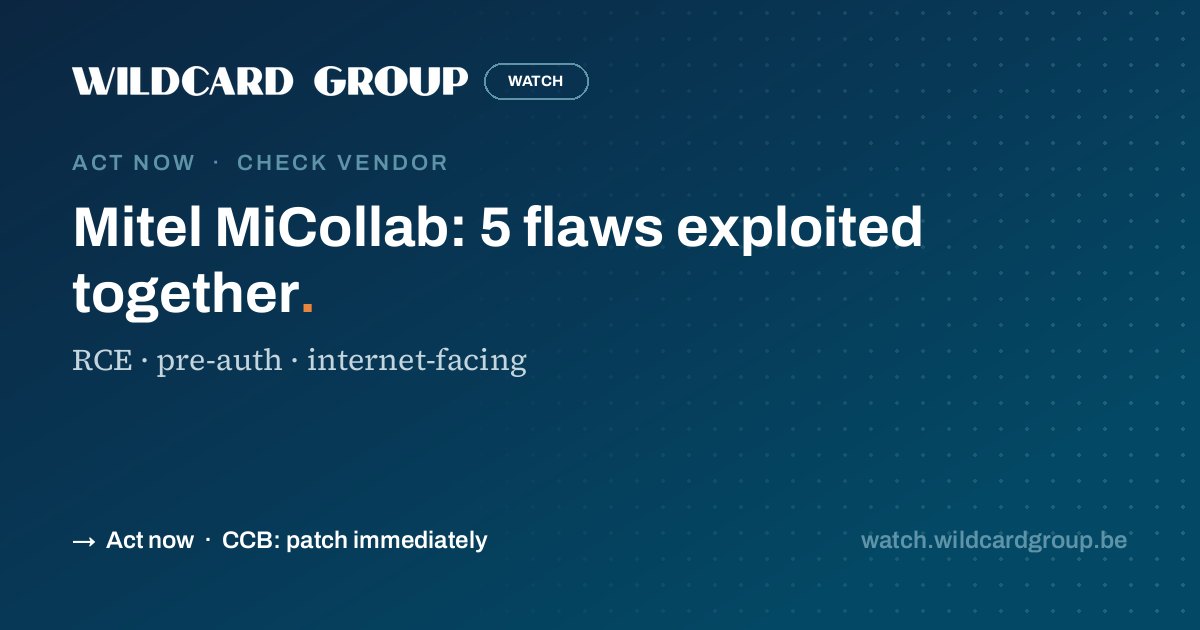 WILDCARD GROUP WATCH
ACT NOW · CHECK VENDOR
Mitel MiCollab: 5 flaws exploited
together.
RCE · pre-auth · internet-facing
→ Act now · CCB: patch immediately
watch.wildcardgroup.be